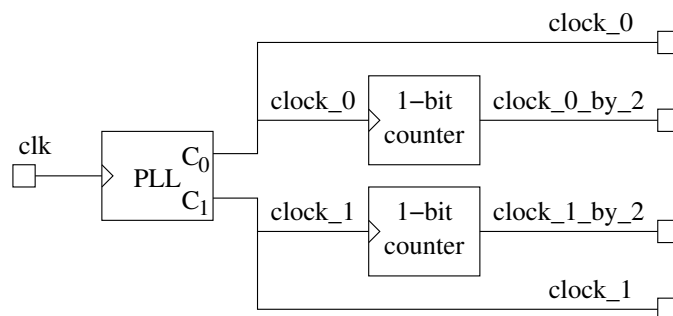 clock_0
clock_0
1−bit
counter
clock_0_by_2
clk
PLL
C0
C1
clock_1
1−bit
counter
clock_1_by_2
clock_1